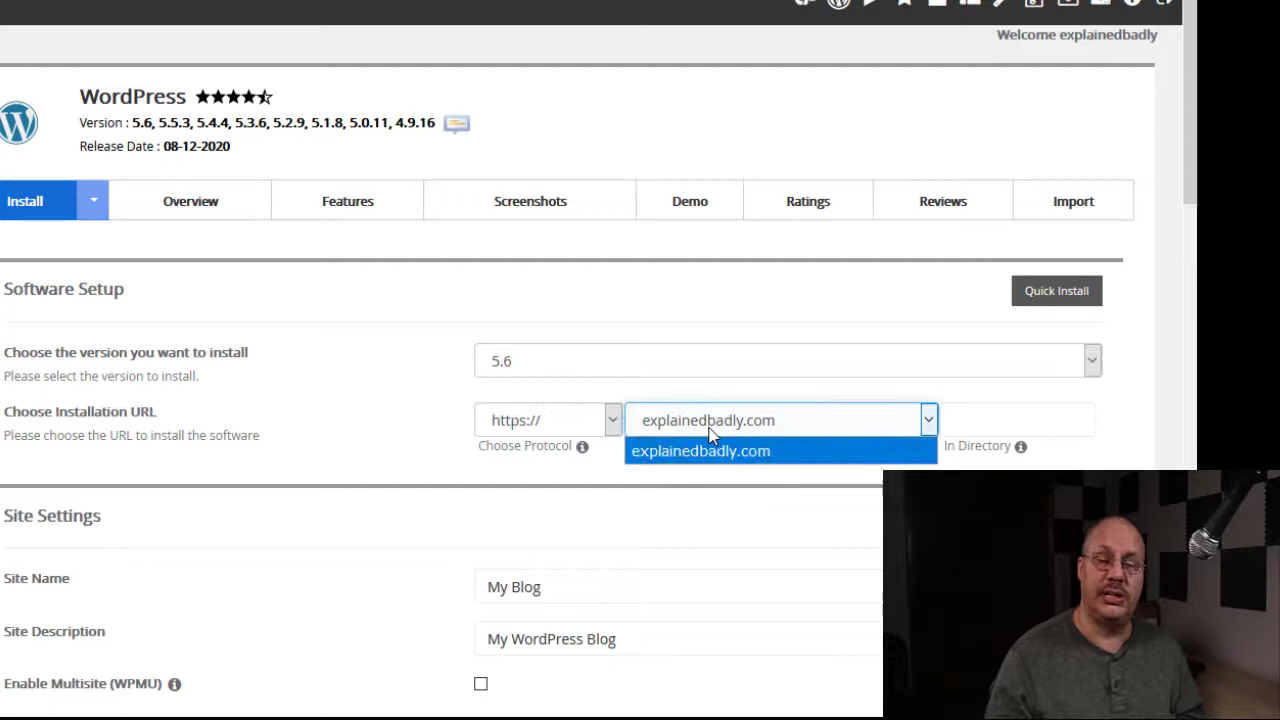 Welcome explainedbadly
WordPress
Version : 5.6, 5.5.3, 5.4.4, 5.3.6, 5.2.9, 5.1.8, 5.0.11, 4.9.16
Release Date : 08-12-2020
Install
Overview
Features
Screenshots
Demo
Ratings
Reviews
Import
Software Setup
Quick Install
Choose the version you want to install
Please select the version to install.
5.6
Choose Installation URL
Please choose the URL to install the software
https://
explainedbadly.com
Choose Protocol
explainedbadly.com
In Directory
Site Settings
Site Name
My Blog
Site Description
My WordPress Blog
Enable Multisite (WPMU)